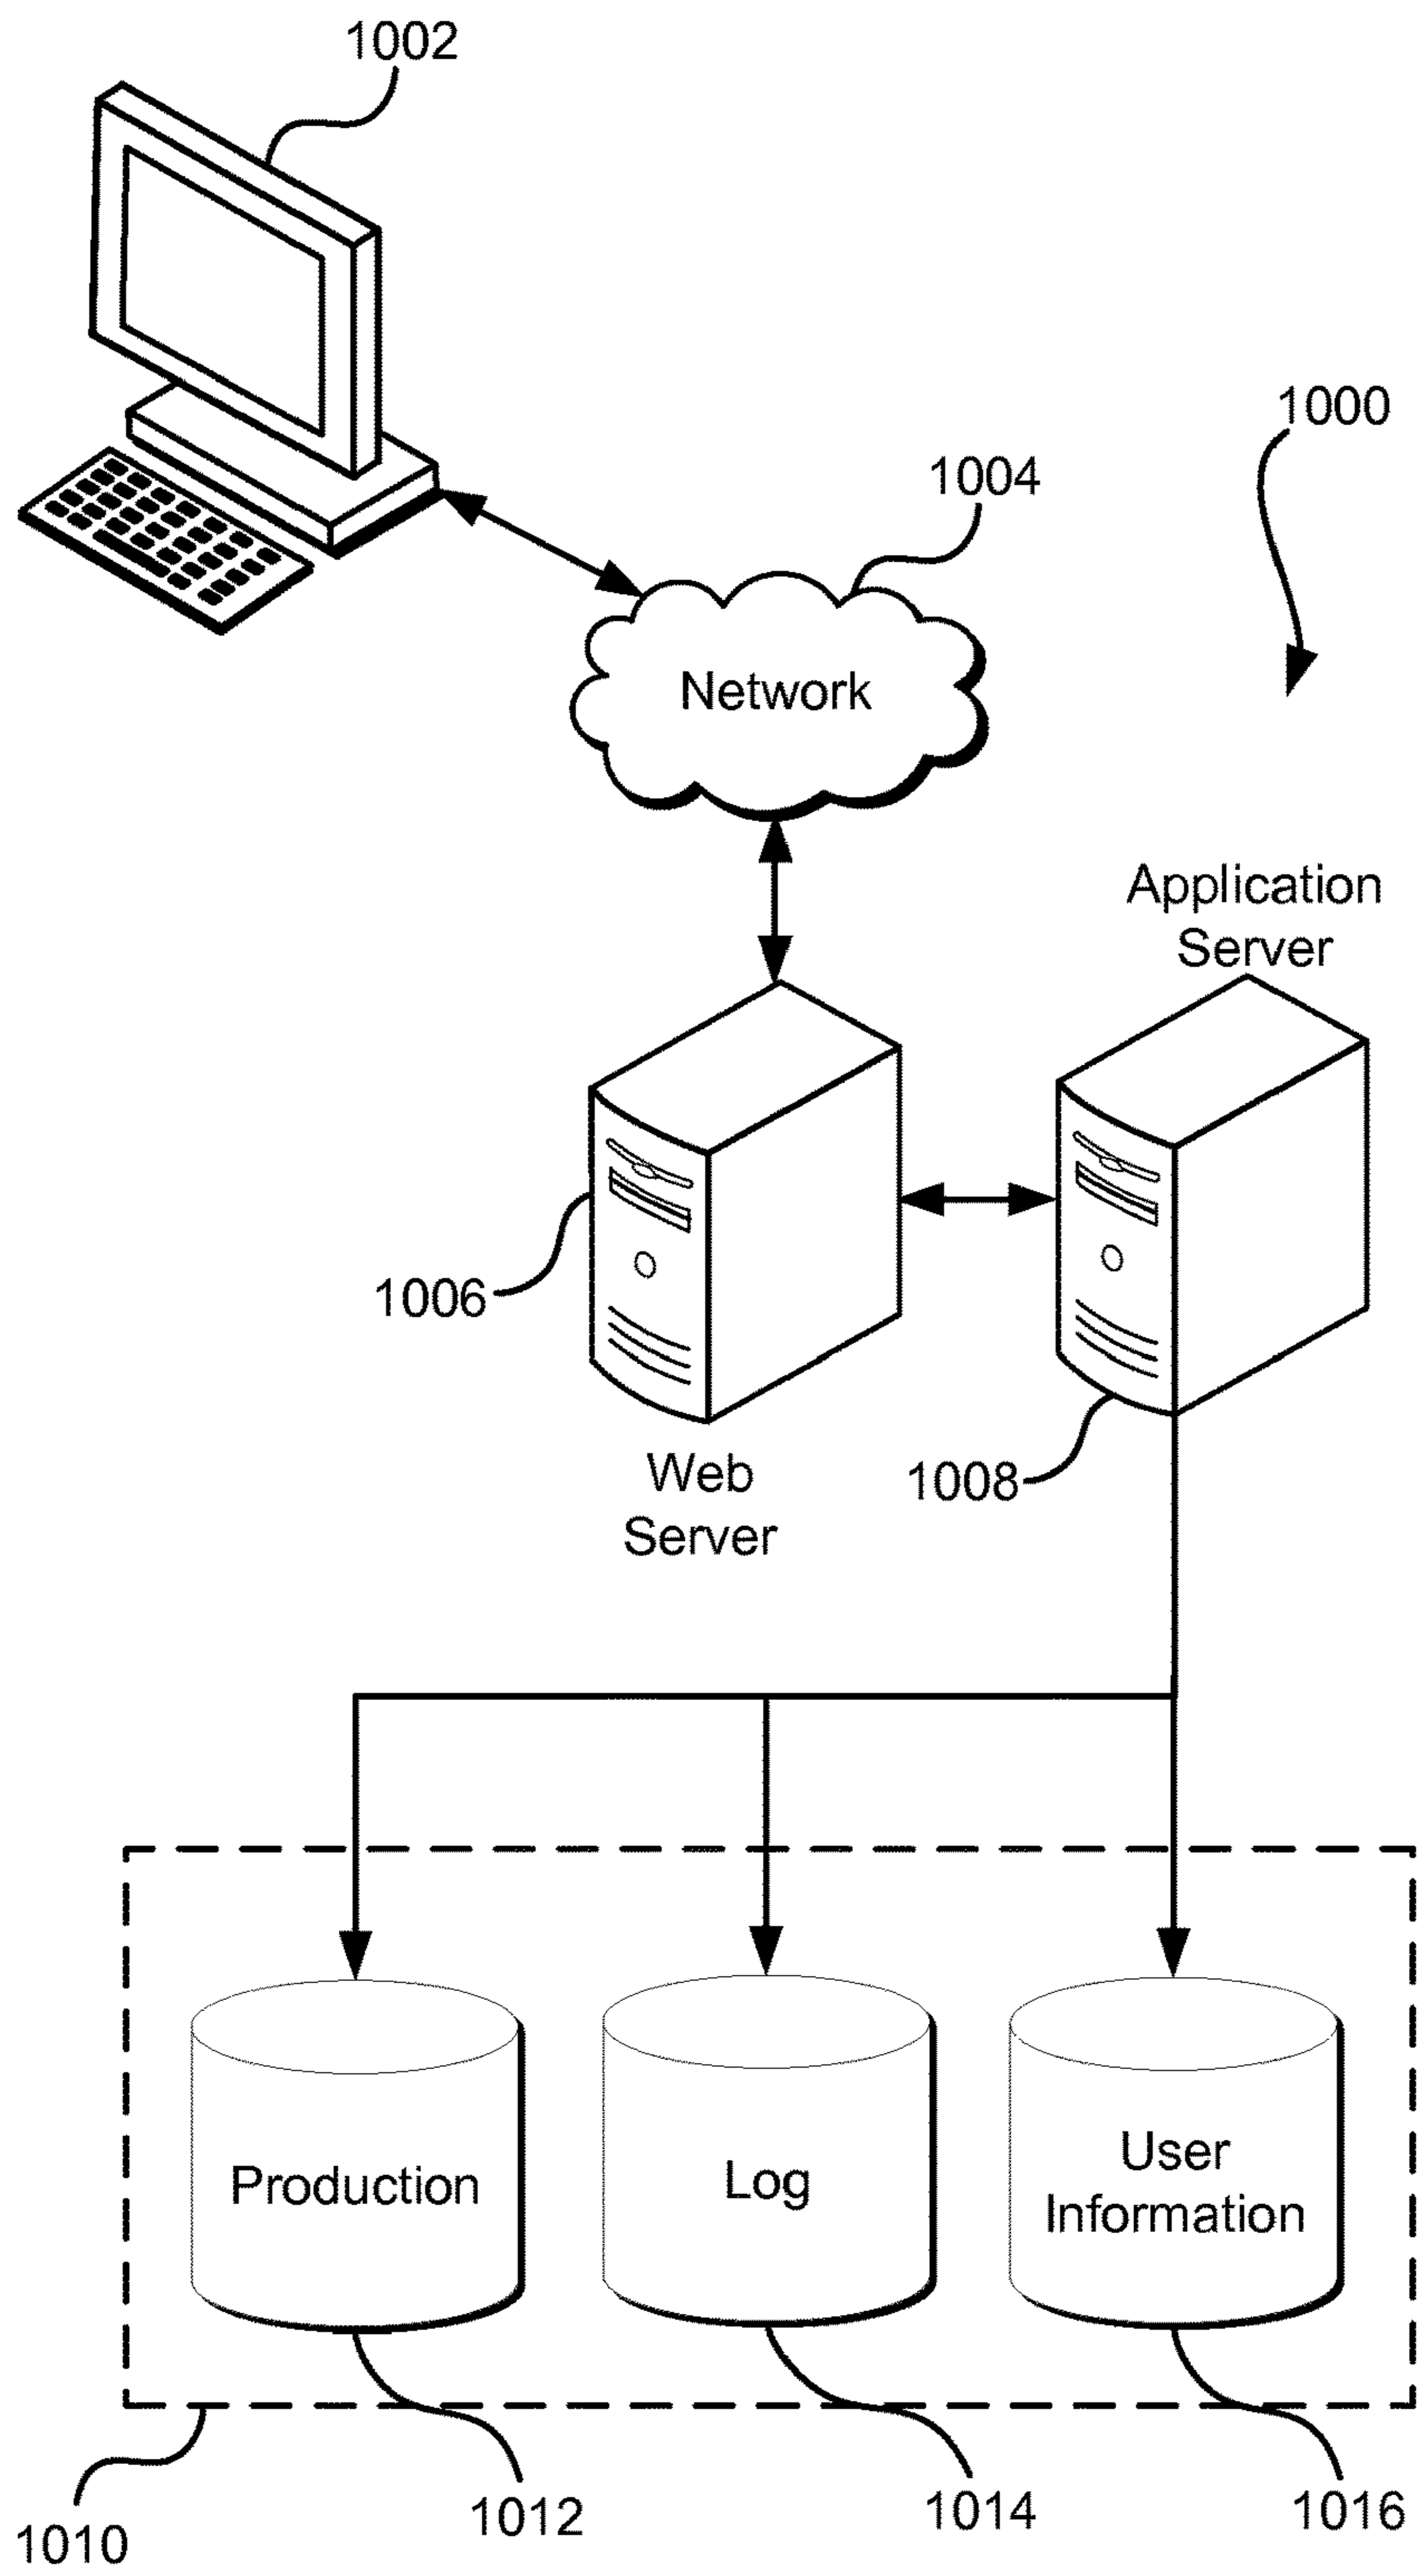 1002
1000
1004
Network
Application
Server
1006
Web
Server
1008
Production
Log
User
Information
1010
1012
1014
1016